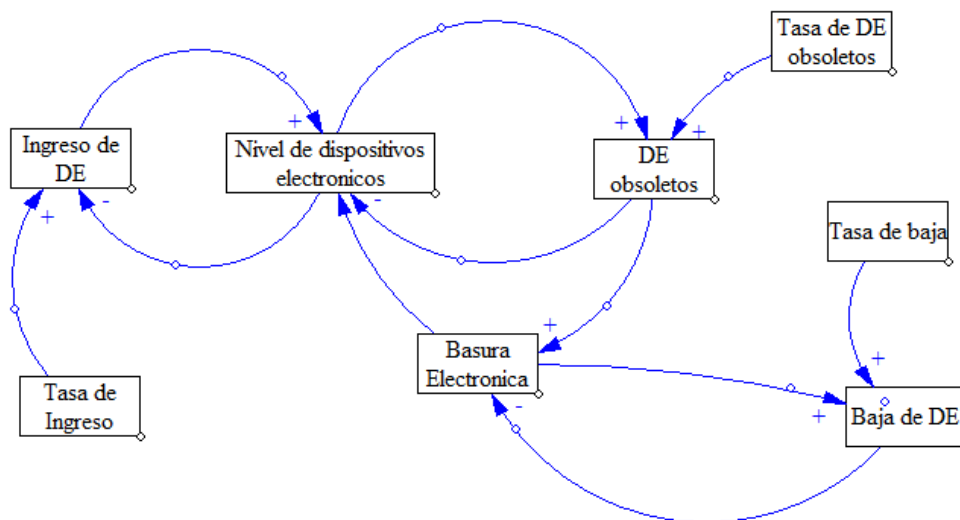 Tasa de DE
obsoletos
+
+
+
+
Ingreso de
DE
Nivel de dispositivos
electronicos
DE
obsoletos
+
-
-
Tasa de baja
+
Basura
Electronica
+
Tasa de
Ingreso
-
+
Baja de DE